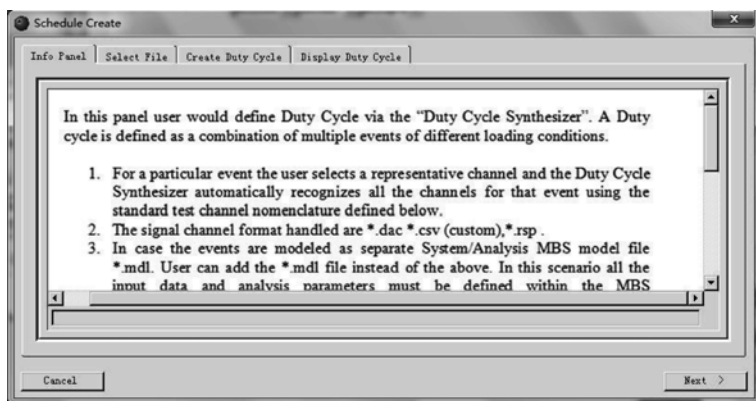 Schedule Create
x
Info Panel Select File Create Duty Cycle Display Duty Cycle
In this panel user would define Duty Cycle via the “Duty Cycle Synthesizer”. A Duty
cycle is defined as a combination of multiple events of different loading conditions.
1. For a particular event the user selects a representative channel and the Duty Cycle
Synthesizer automatically recognizes all the channels for that event using the
standard test channel nomenclature defined below.
2. The signal channel format handled are *.dac *.csv (custom),*.rsp .
3. In case the events are modeled as separate System/Analysis MBS model file
*.mdl. User can add the *.mdl file instead of the above. In this scenario all the
input data and analysis parameters must be defined within the MBS
Cancel Next >